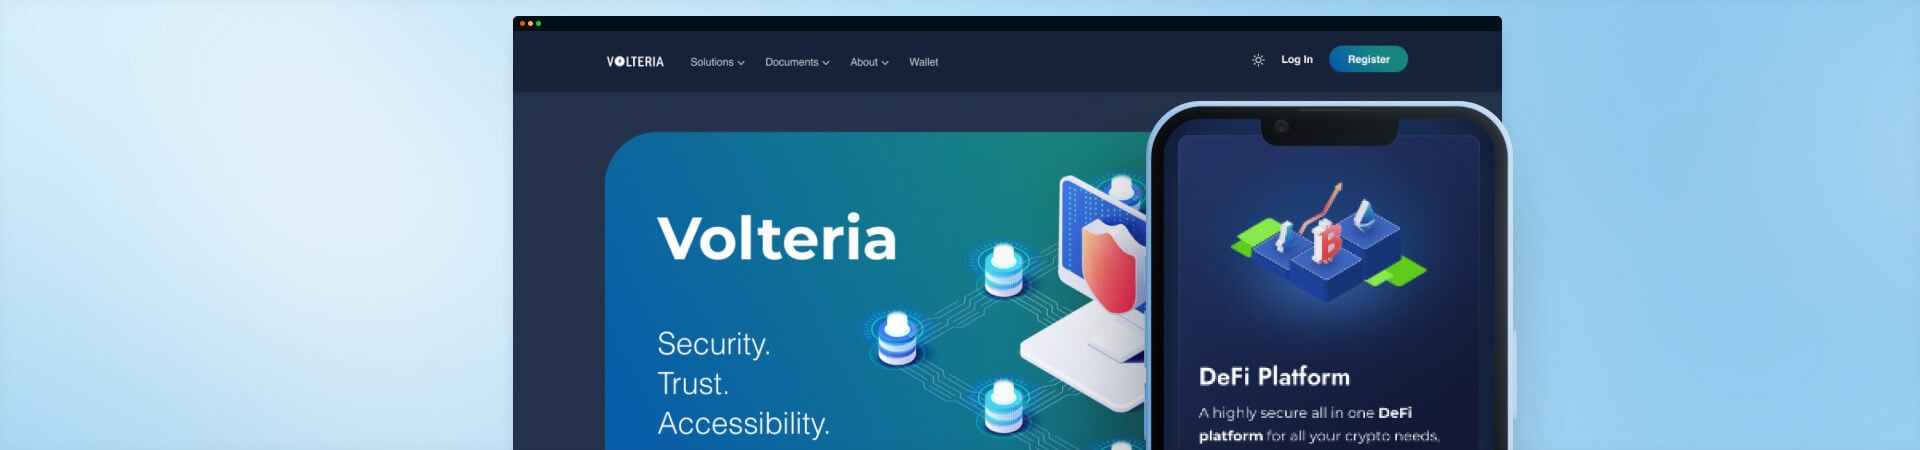 VOLTERIA Solutions Documents About Wallet Log In Register
Volteria
Security.
Trust.
Accessibility.
DeFi Platform
A highly secure all in one DeFi
platform for all your crypto needs,